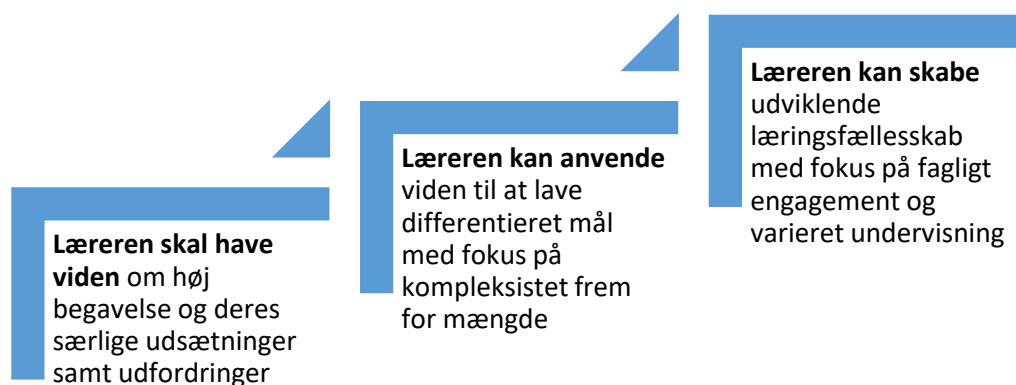 Læreren skal have
viden om høj
begavelse og deres
særlige udsætninger
samt udfordringer
Læreren kan anvende
viden til at lave
differentieret mål
med fokus på
kompleksistet frem
for mængde
Læreren kan skabe
udviklende
læringsfællesskab
med fokus på fagligt
engagement og
varieret undervisning